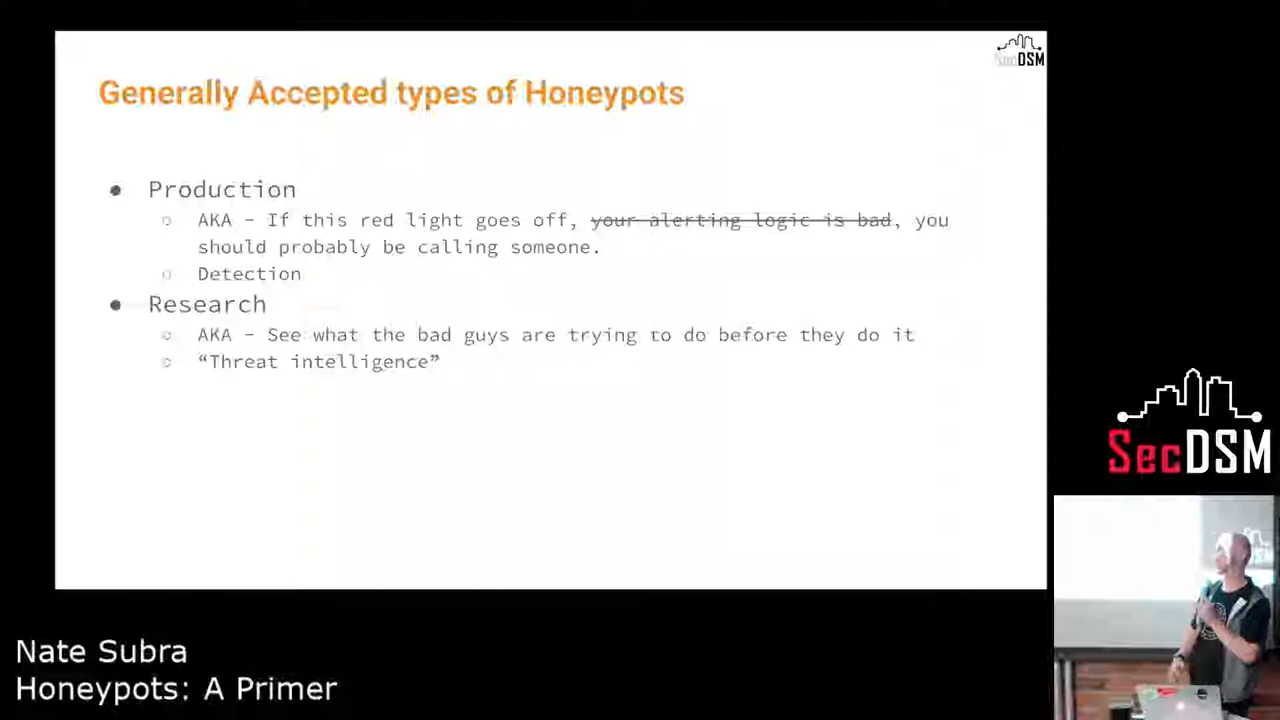 SecDSM
Generally Accepted types of Honeypots
● Production
○ AKA - If this red light goes off, your alerting logic is bad, you
should probably be calling someone.
○ Detection
● Research
○ AKA - See what the bad guys are trying to do before they do it
○ “Threat intelligence”
SecDSM
Nate Subra
Honeypots: A Primer